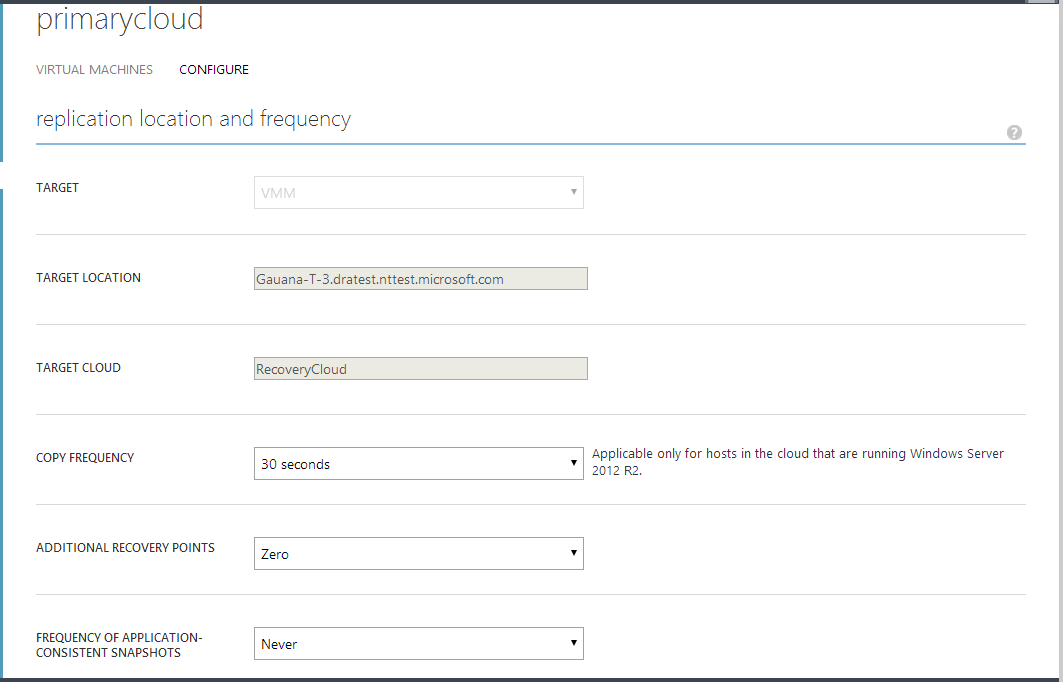 primarycloud
VIRTUAL MACHINES CONFIGURE
replication location and frequency
?
TARGET VMM
TARGET LOCATION Gauana-T-3.dratest.nttest.microsoft.com
TARGET CLOUD RecoveryCloud
COPY FREQUENCY 30 seconds Applicable only for hosts in the cloud that are running Windows Server
2012 R2.
ADDITIONAL RECOVERY POINTS Zero
FREQUENCY OF APPLICATION- Never
CONSISTENT SNAPSHOTS